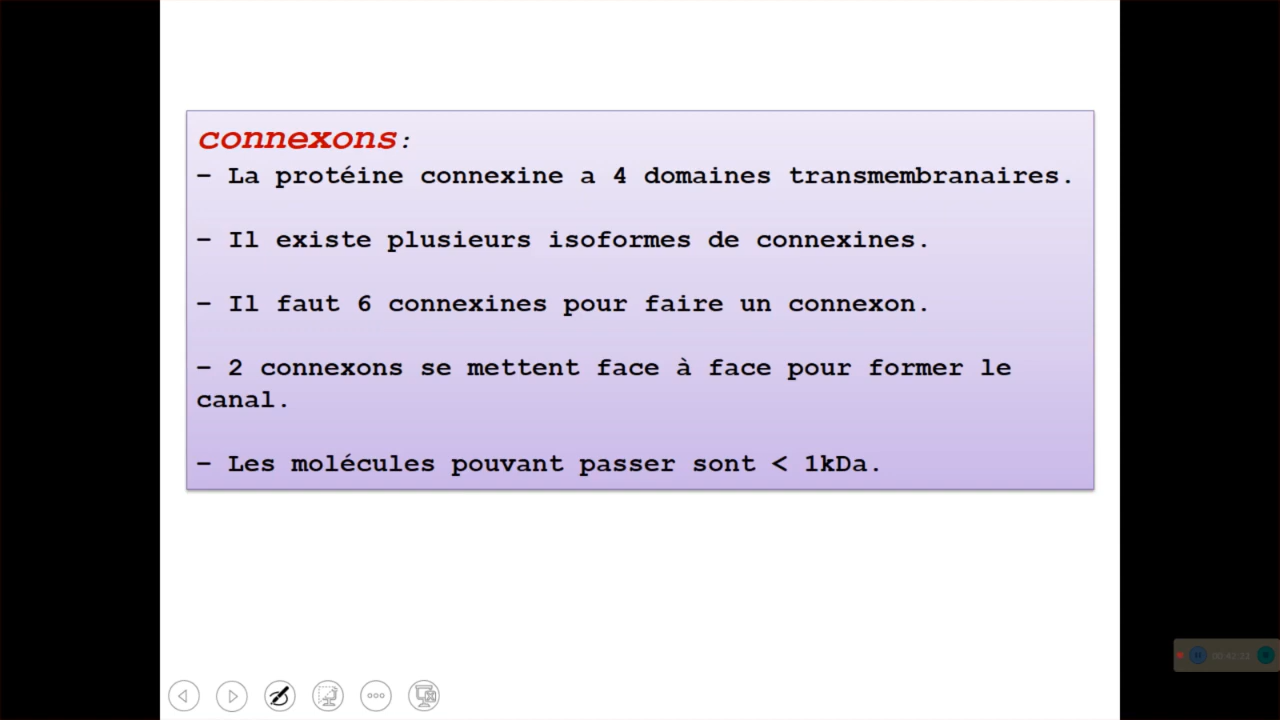 connexons:
– La protéine connexine a 4 domaines transmembranaires.
– Il existe plusieurs isoformes de connexines.
– Il faut 6 connexines pour faire un connexon.
– 2 connexons se mettent face à face pour former le
canal.
– Les molécules pouvant passer sont < 1kDa.